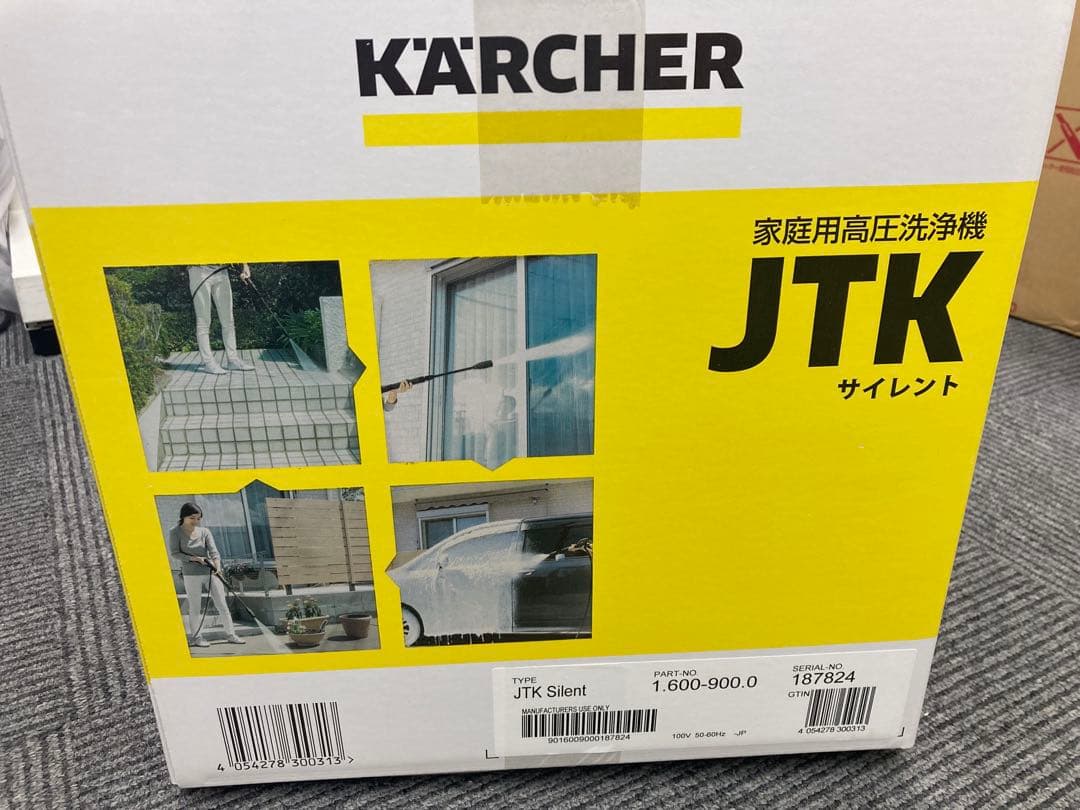 KÄRCHER
家庭用高圧洗浄機
JTK
サイレント
TYPE
JTK Silent
PART-NO.
1.600-900.0
SERIAL-NO.
187824
GTIN
MANUFACTURERS USE ONLY
9016009000187824
100V 50-60Hz -JP
4 054278 300313
4 054278 300313 >